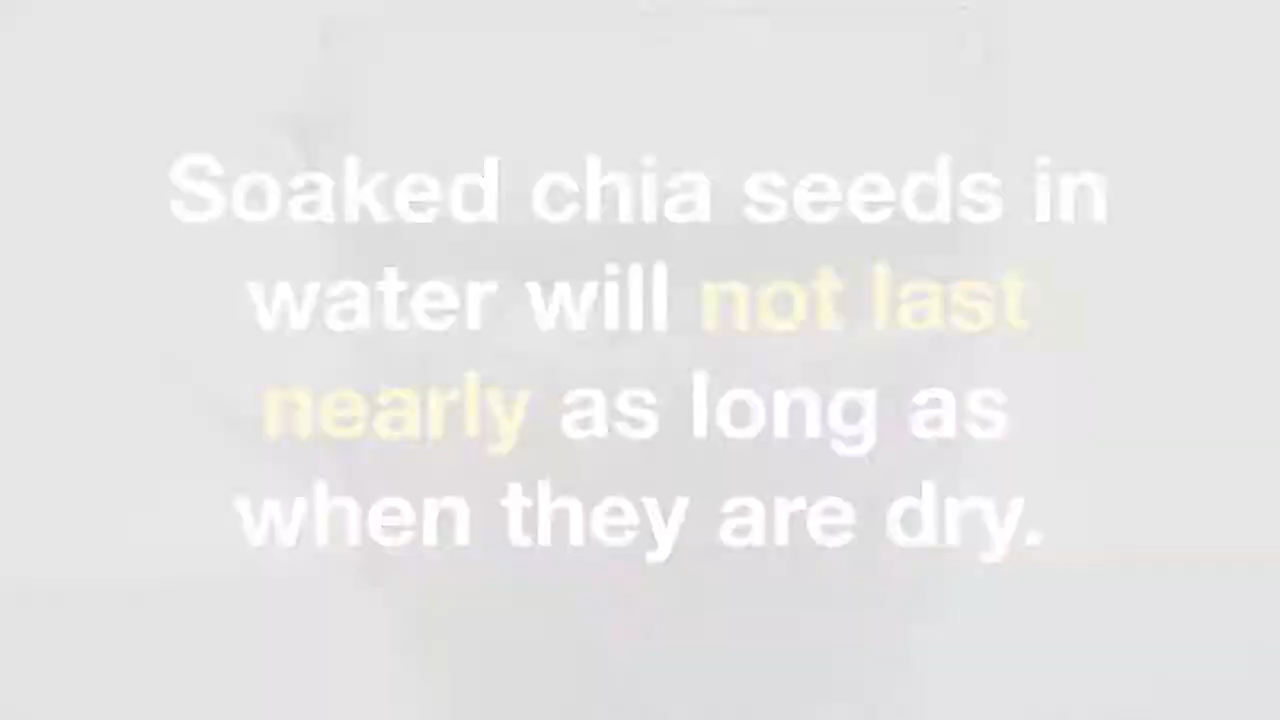 Soaked chia seeds in
water will not last
nearly as long as
when they are dry.